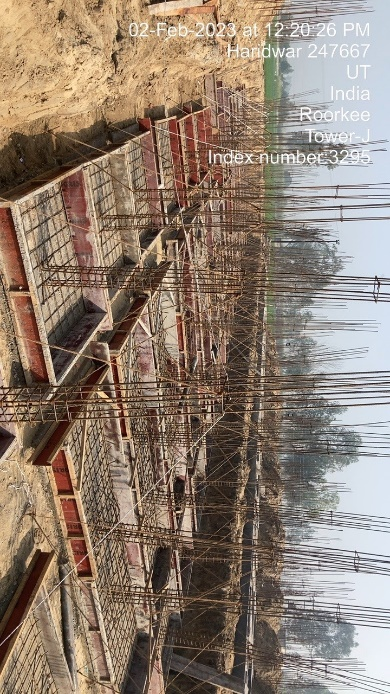 02-Feb-2023 at 12:20:26 PM
Haridwar 247667
UT
India
Roorkee
Tower-J
Index number:3295